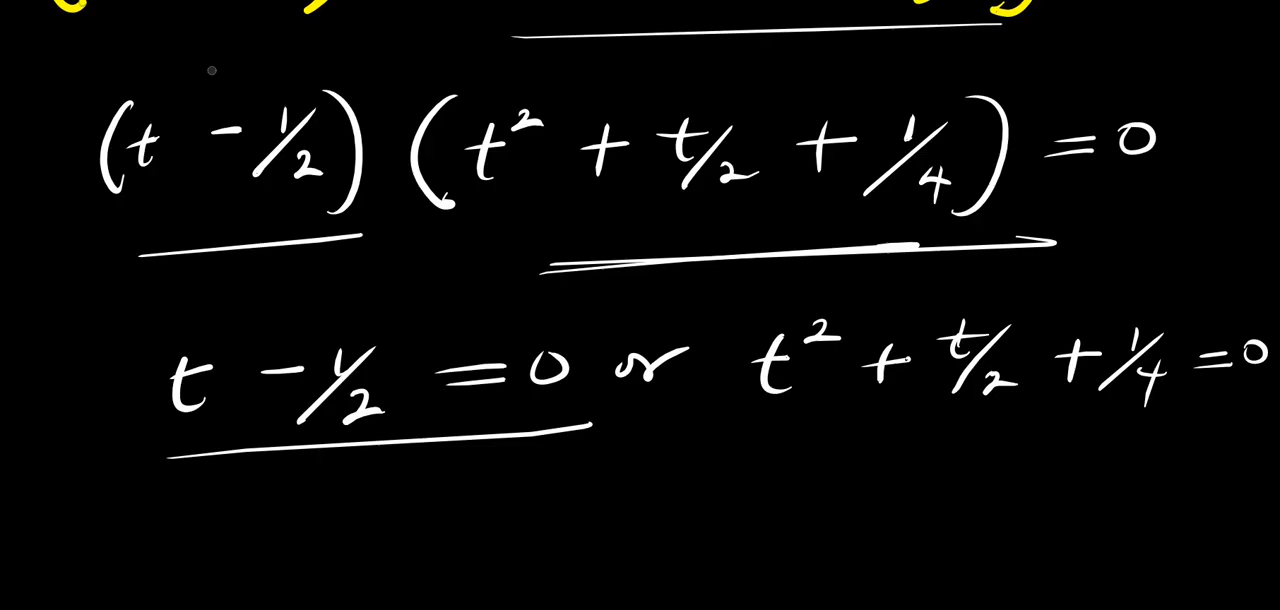 (t - 1/2) (t² + t/2 + 1/4) = 0
t - 1/2 = 0 or t² + t/2 + 1/4 = 0